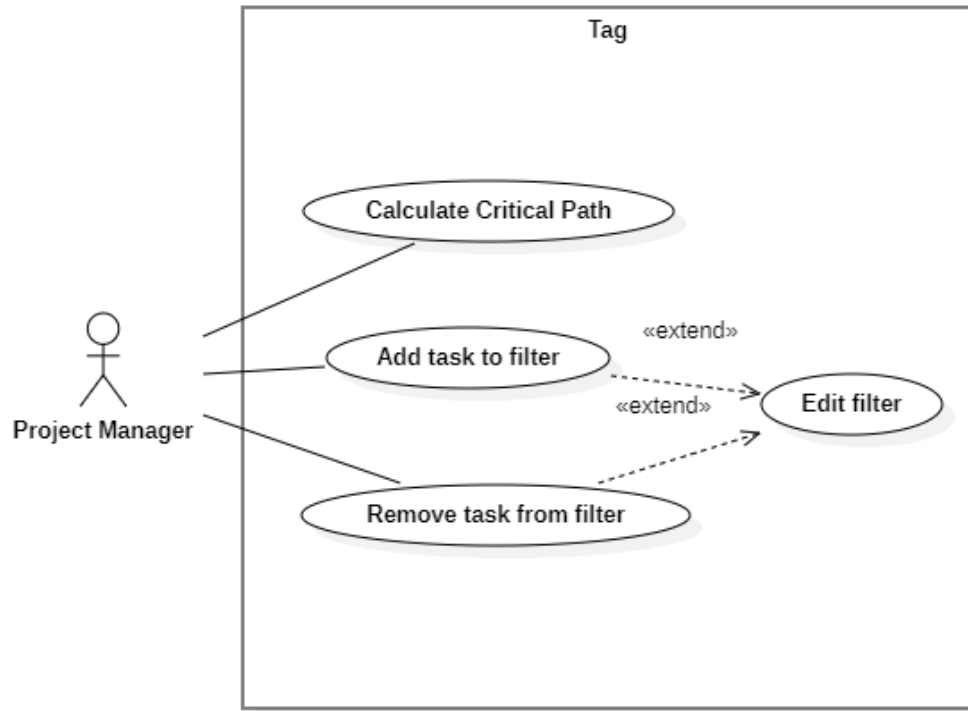 Tag
Calculate Critical Path
«extend»
Add task to filter
«extend»
Edit filter
Project Manager
Remove task from filter